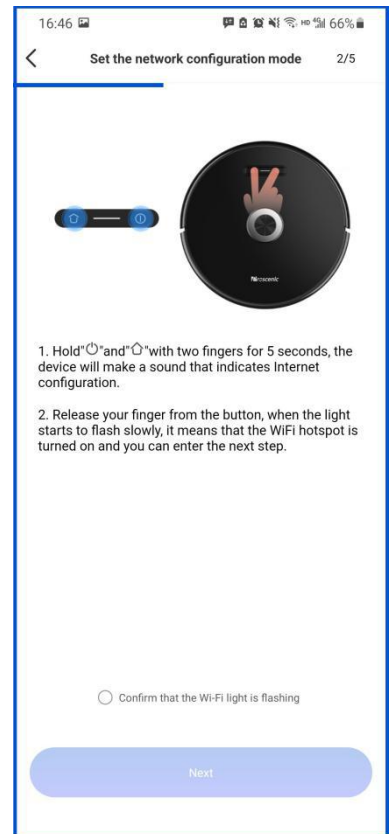 16:46
HD 4G 66%
Set the network configuration mode 2/5
Proscenic
1. Hold"⏻"and"⌂"with two fingers for 5 seconds, the
device will make a sound that indicates Internet
configuration.
2. Release your finger from the button, when the light
starts to flash slowly, it means that the WiFi hotspot is
turned on and you can enter the next step.
Confirm that the Wi-Fi light is flashing
Next